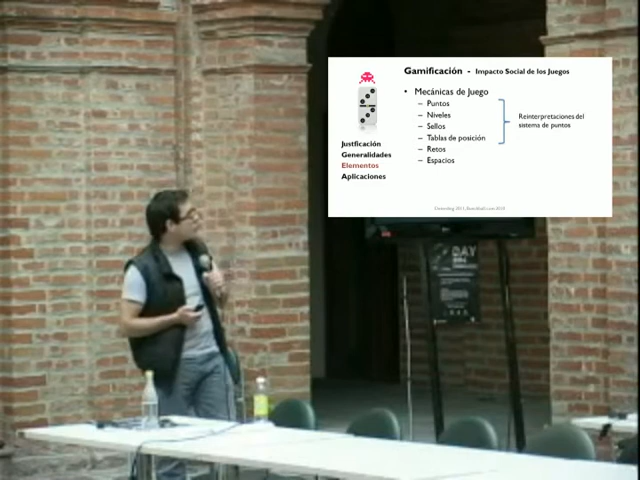 Gamificación - Impacto Social de los Juegos
• Mecánicas de Juego
– Puntos
– Niveles
– Sellos
– Tablas de posición
– Retos
– Espacios
Reinterpretaciones del
sistema de puntos
Justficación
Generalidades
Elementos
Aplicaciones
DAY